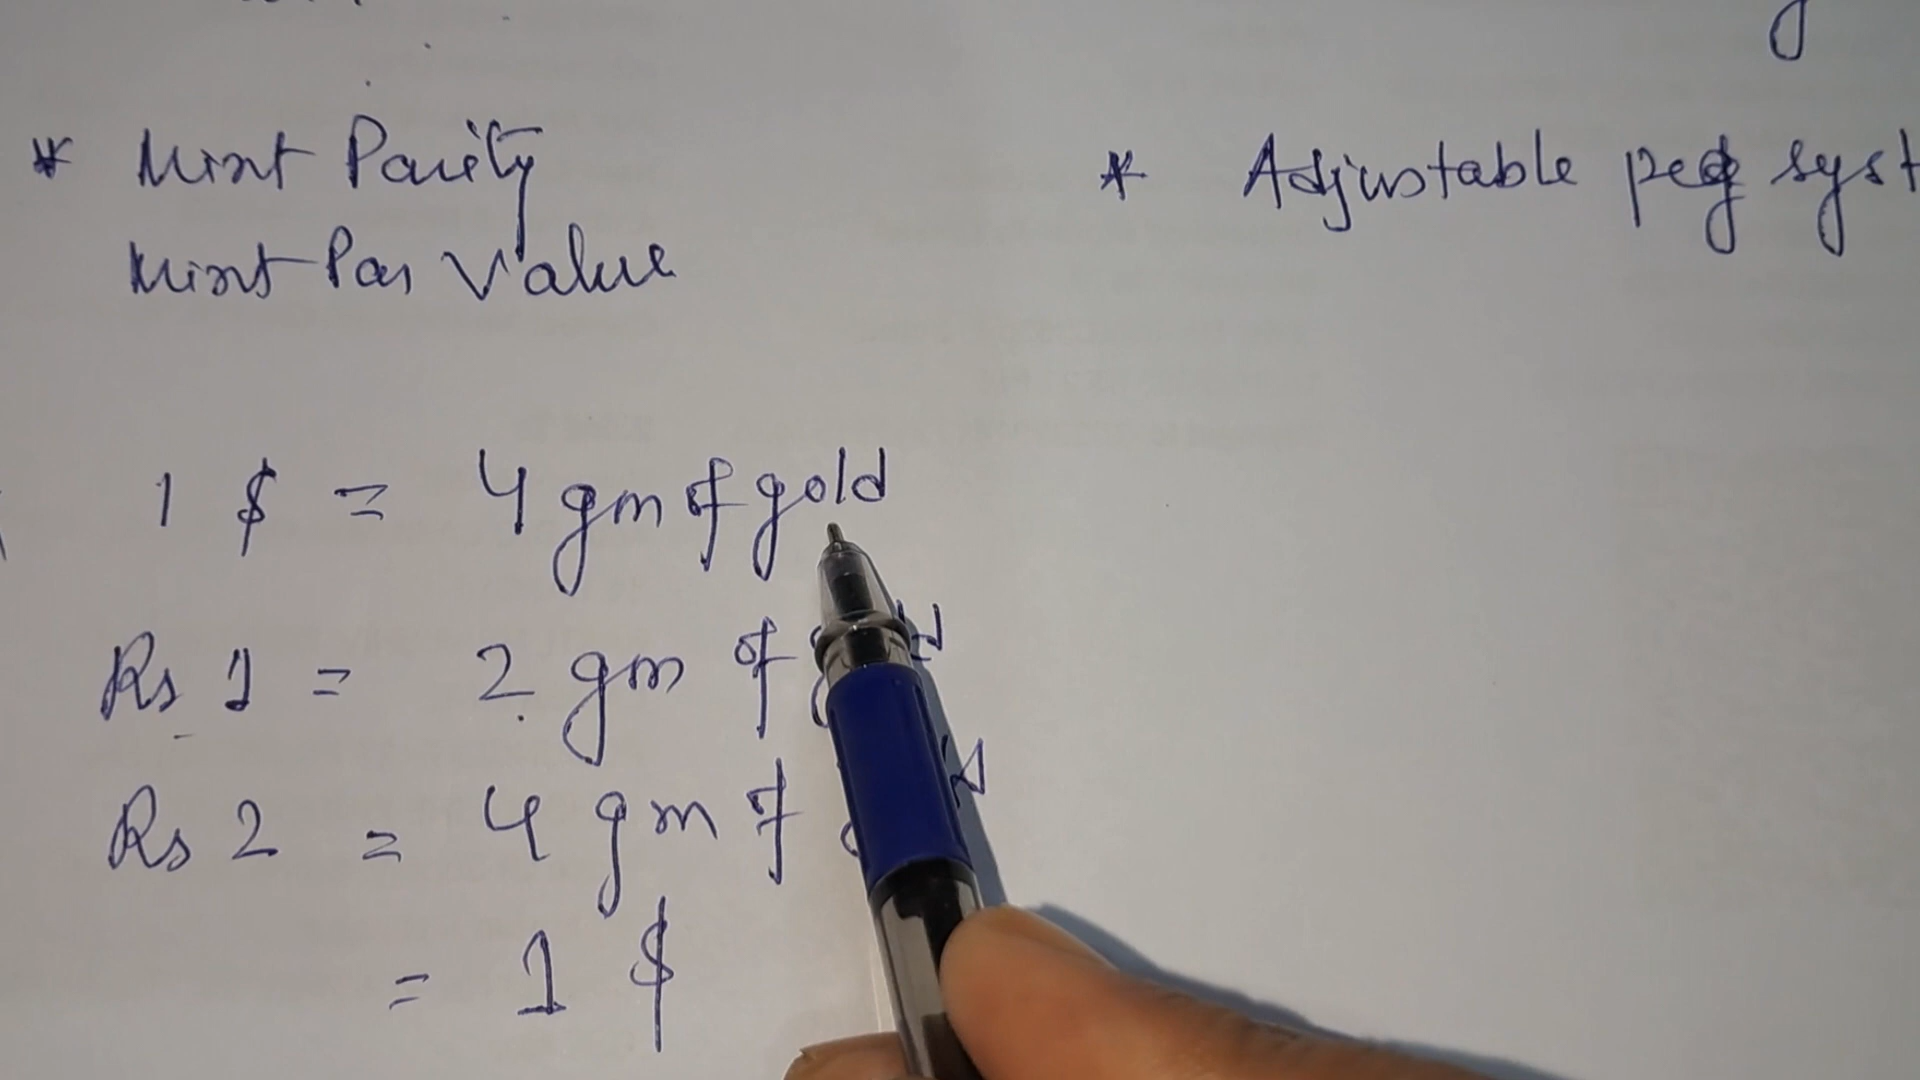 * Mint Parity
Mint Par Value
1 $ = 4 gm of gold
Rs 1 = 2 gm of
Rs 2 = 4 gm of
= 1 $
* Adjustable peg syst